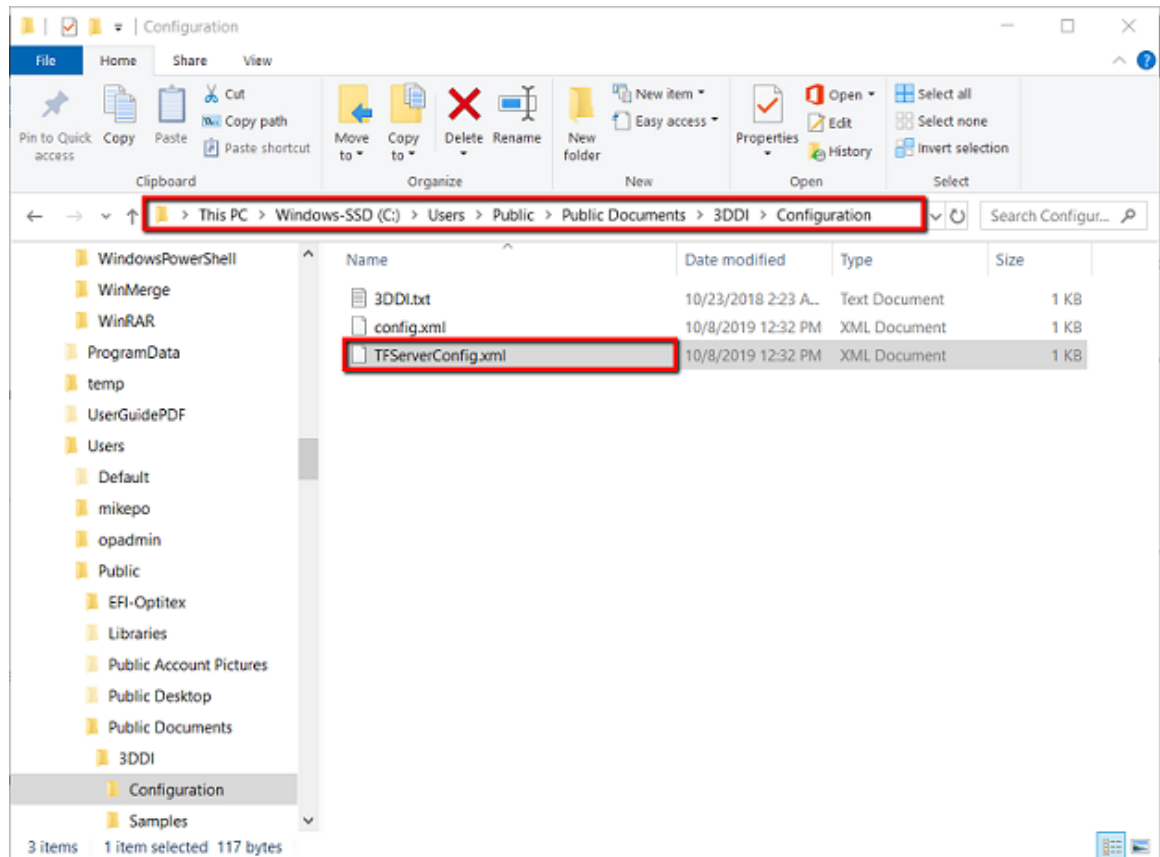 Configuration
File Home Share View
Pin to Quick access
Copy
Paste
Cut
Copy path
Paste shortcut
Clipboard
Move to
Copy to
Delete
Rename
Organize
New folder
New item
Easy access
New
Properties
Open
Edit
History
Open
Select all
Select none
Invert selection
Select
> This PC > Windows-SSD (C:) > Users > Public > Public Documents > 3DDI > Configuration
Search Configur...
WindowsPowerShell
WinMerge
WinRAR
ProgramData
temp
UserGuidePDF
Users
Default
mikepo
opadmin
Public
EFI-Optitex
Libraries
Public Account Pictures
Public Desktop
Public Documents
3DDI
Configuration
Samples
Name Date modified Type Size
3DDI.txt 10/23/2018 2:23 A... Text Document 1 KB
config.xml 10/8/2019 12:32 PM XML Document 1 KB
TFServerConfig.xml 10/8/2019 12:32 PM XML Document 1 KB
3 items 1 item selected 117 bytes